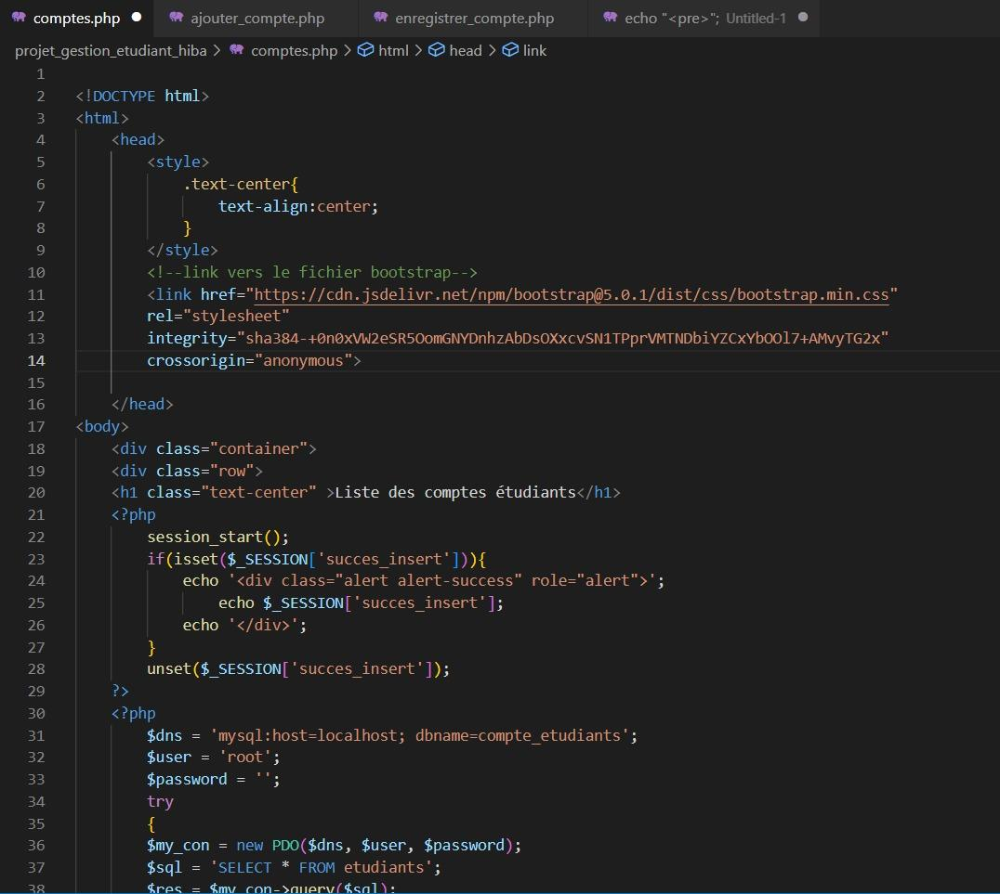 comptes.php ajouter_compte.php enregistrer_compte.php echo "<pre>"; Untitled-1
projet_gestion_etudiant_hiba > comptes.php > html > head > link
1
2 <!DOCTYPE html>
3 <html>
4 <head>
5 <style>
6 .text-center{
7 text-align:center;
8 }
9 </style>
10 <!--link vers le fichier bootstrap-->
11 <link href="https://cdn.jsdelivr.net/npm/bootstrap@5.0.1/dist/css/bootstrap.min.css"
12 rel="stylesheet"
13 integrity="sha384-+0n0xVW2eSR5OomGNYDnhzAbDsOXxcvSN1TPprVMTNDbiYZCxYbOOl7+AMvyTG2x"
14 crossorigin="anonymous">
15
16 </head>
17 <body>
18 <div class="container">
19 <div class="row">
20 <h1 class="text-center" >Liste des comptes étudiants</h1>
21 <?php
22 session_start();
23 if(isset($_SESSION['succes_insert'])){
24 echo '<div class="alert alert-success" role="alert">';
25 echo $_SESSION['succes_insert'];
26 echo '</div>';
27 }
28 unset($_SESSION['succes_insert']);
29 ?>
30 <?php
31 $dns = 'mysql:host=localhost; dbname=compte_etudiants';
32 $user = 'root';
33 $password = '';
34 try
35 {
36 $my_con = new PDO($dns, $user, $password);
37 $sql = 'SELECT * FROM etudiants';
38 $res = $my_con->query($sql);